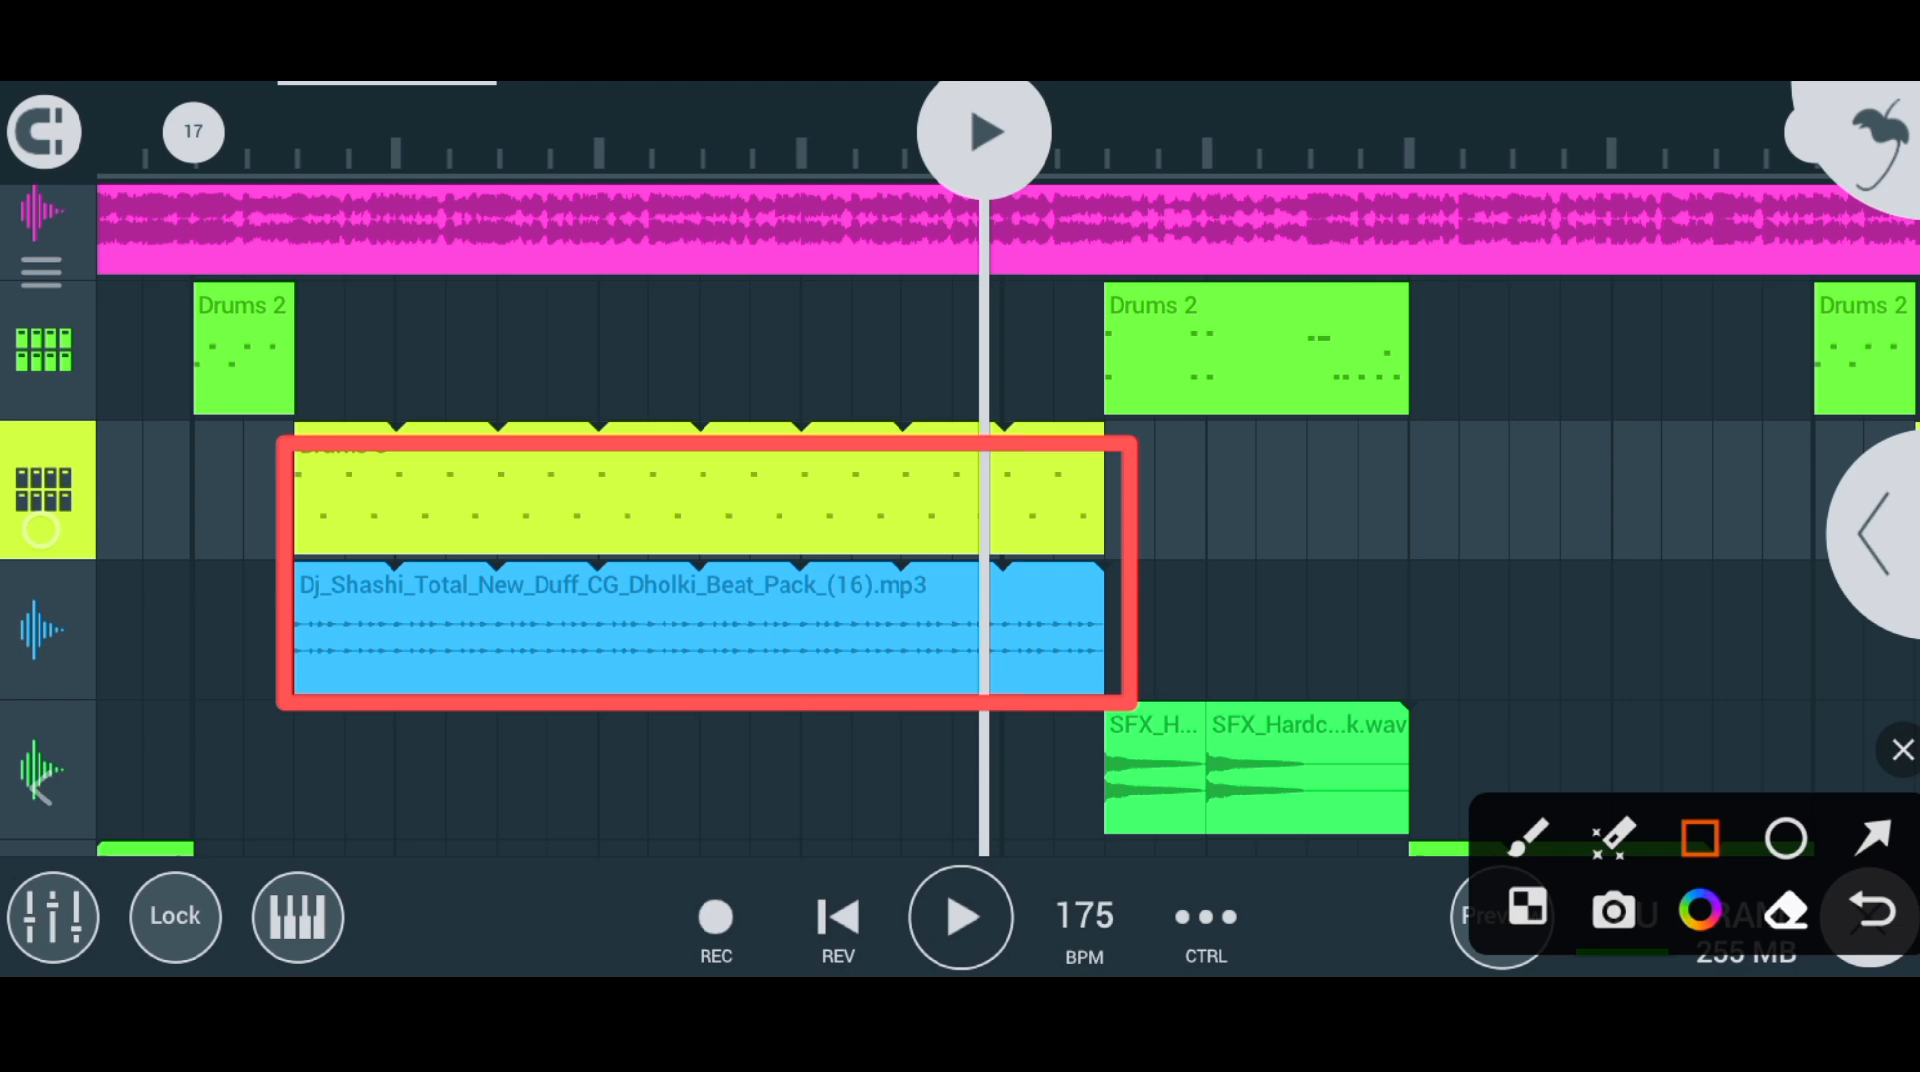 17
Drums 2
Drums 2
Drums 2
Dj_Shashi_Total_New_Duff_CG_Dholki_Beat_Pack_(16).mp3
SFX_H...
SFX_Hardc...k.wav
Lock
REC
REV
175
BPM
CTRL
255 MB